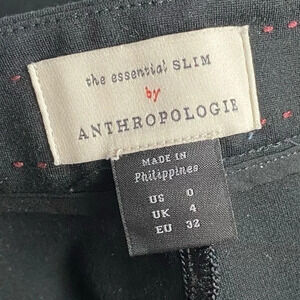 the essential SLIM
by
ANTHROPOLOGIE
MADE IN
Philippines
US 0
UK 4
EU 32